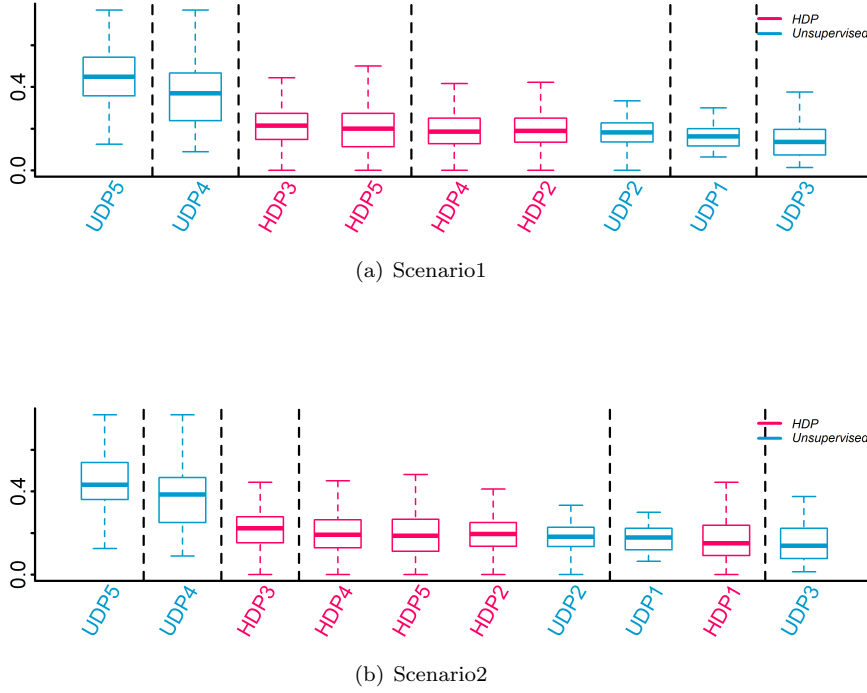 HDP
Unsupervised
0.4
0.0
UDP5 UDP4 HDP3 HDP5 HDP4 HDP2 UDP2 UDP1 UDP3
(a) Scenario1
HDP
Unsupervised
0.4
0.0
UDP5 UDP4 HDP3 HDP4 HDP5 HDP2 UDP2 UDP1 HDP1 UDP3
(b) Scenario2